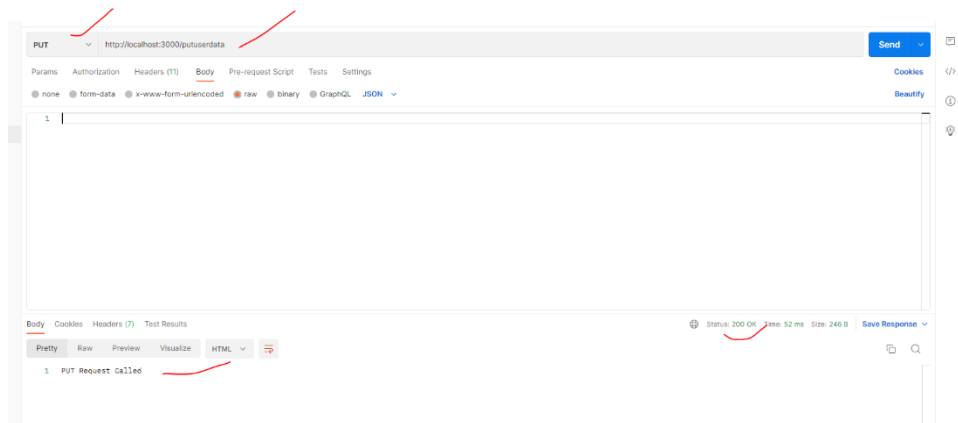 PUT http://localhost:3000/putuserdata Send
Params Authorization Headers (11) Body Pre-request Script Tests Settings Cookies
none form-data x-www-form-urlencoded raw binary GraphQL JSON Beautify
1
Body Cookies Headers (7) Test Results Status: 200 OK Time: 52 ms Size: 246 B Save Response
Pretty Raw Preview Visualize HTML
1 PUT Request Called